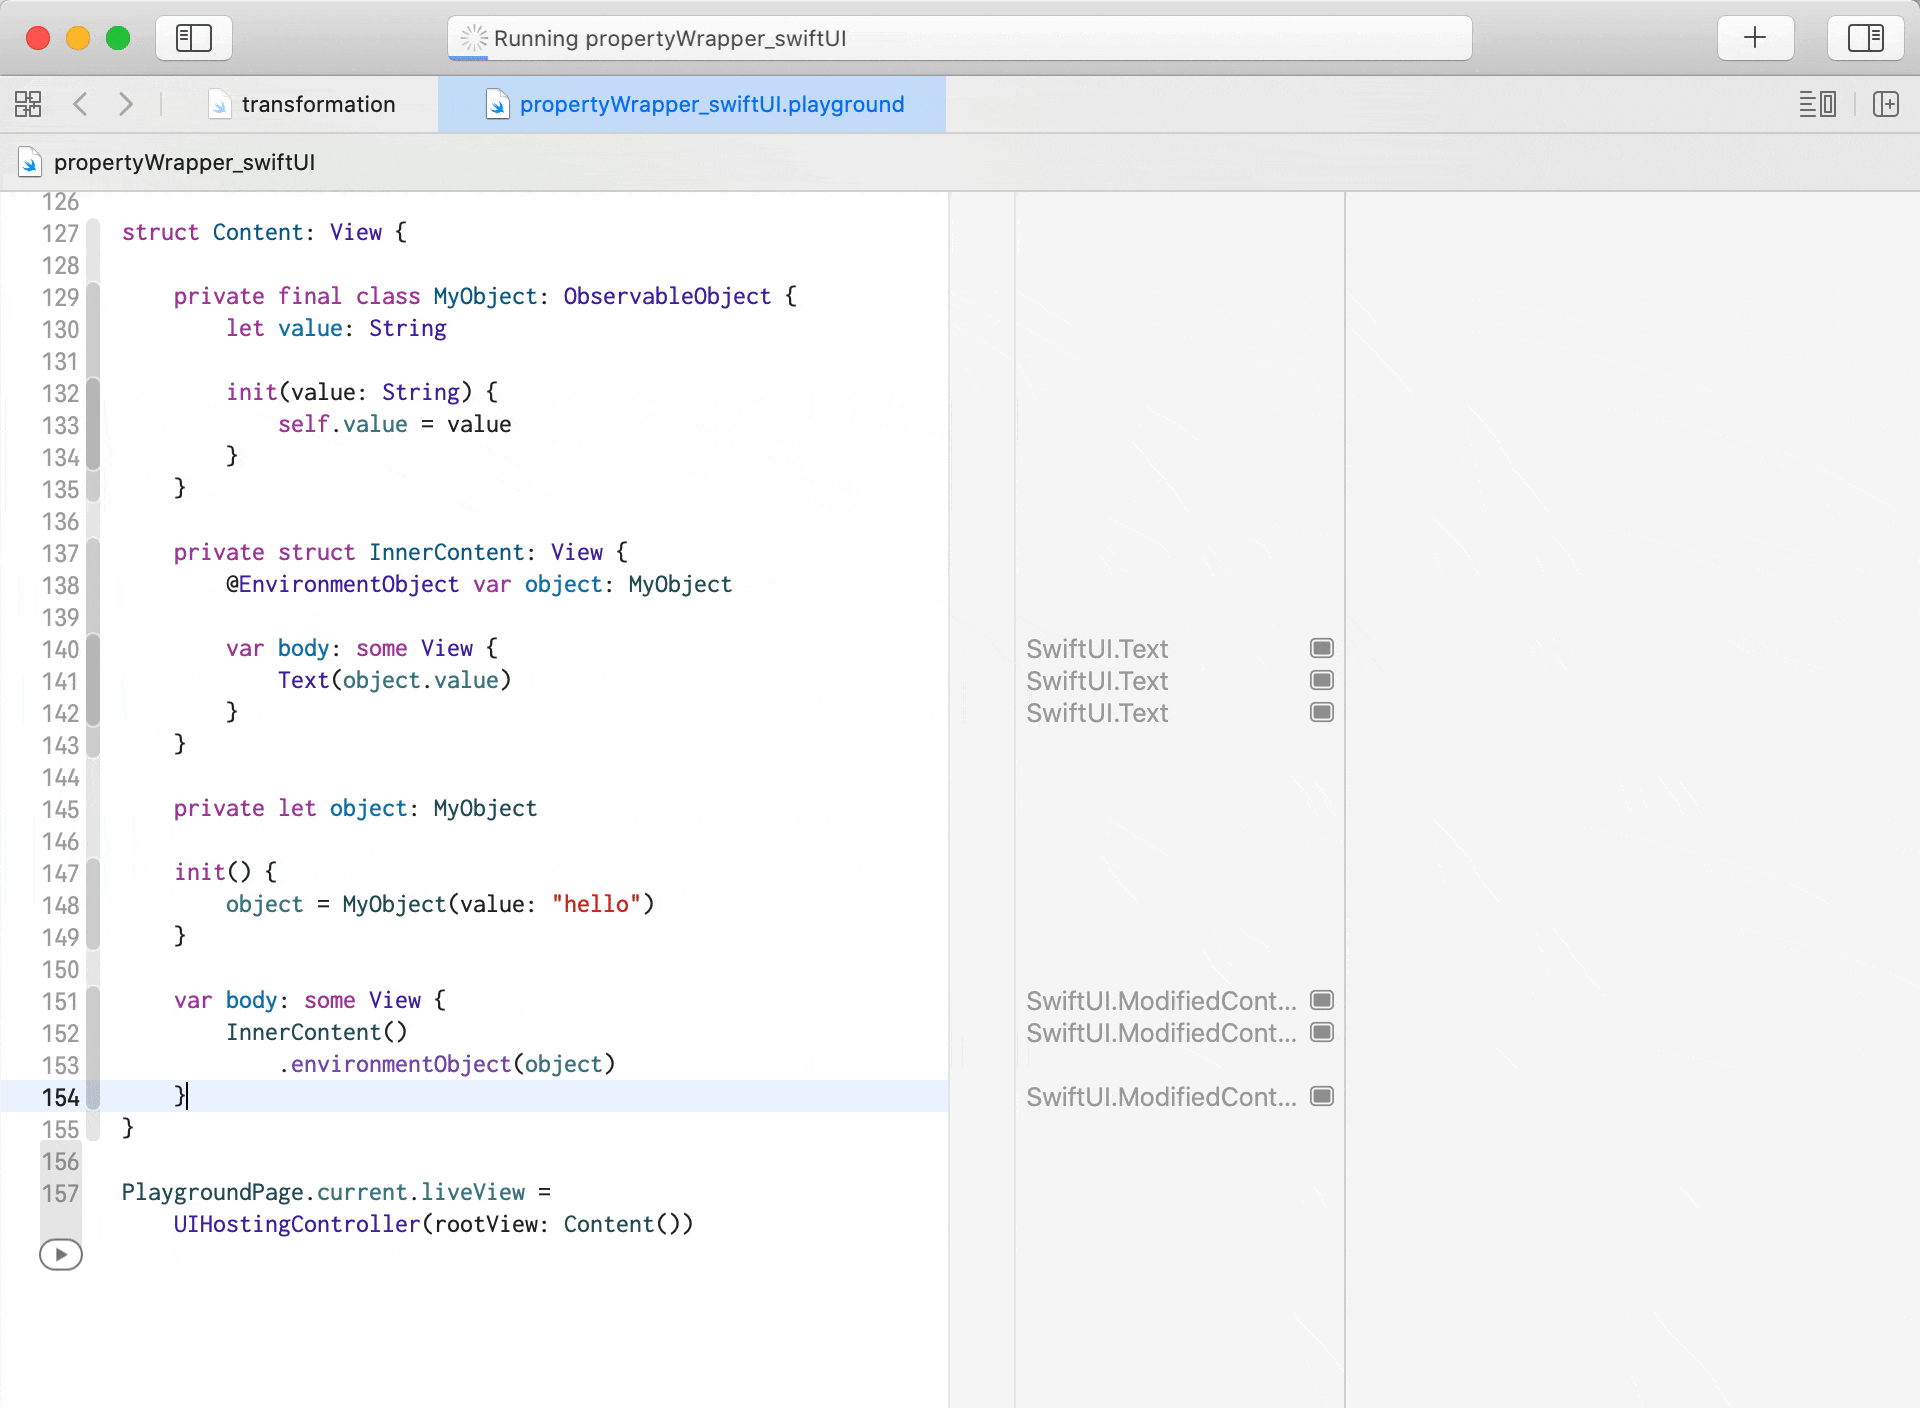 Running propertyWrapper_swiftUI
transformation
propertyWrapper_swiftUI.playground
propertyWrapper_swiftUI
126
127 struct Content: View {
128
129     private final class MyObject: ObservableObject {
130         let value: String
131
132         init(value: String) {
133             self.value = value
134         }
135     }
136
137     private struct InnerContent: View {
138         @EnvironmentObject var object: MyObject
139
140         var body: some View { SwiftUI.Text
141             Text(object.value) SwiftUI.Text
142         } SwiftUI.Text
143     }
144
145     private let object: MyObject
146
147     init() {
148         object = MyObject(value: "hello")
149     }
150
151     var body: some View { SwiftUI.ModifiedCont...
152         InnerContent() SwiftUI.ModifiedCont...
153             .environmentObject(object)
154     } SwiftUI.ModifiedCont...
155 }
156
157 PlaygroundPage.current.liveView =
    UIHostingController(rootView: Content())